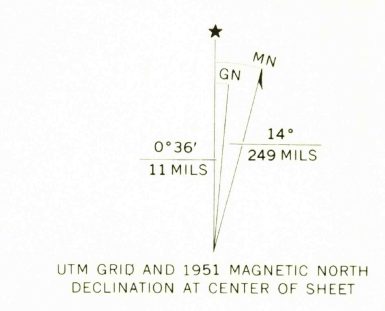 MN
GN
0°36′
11 MILS
14°
249 MILS
UTM GRID AND 1951 MAGNETIC NORTH
DECLINATION AT CENTER OF SHEET